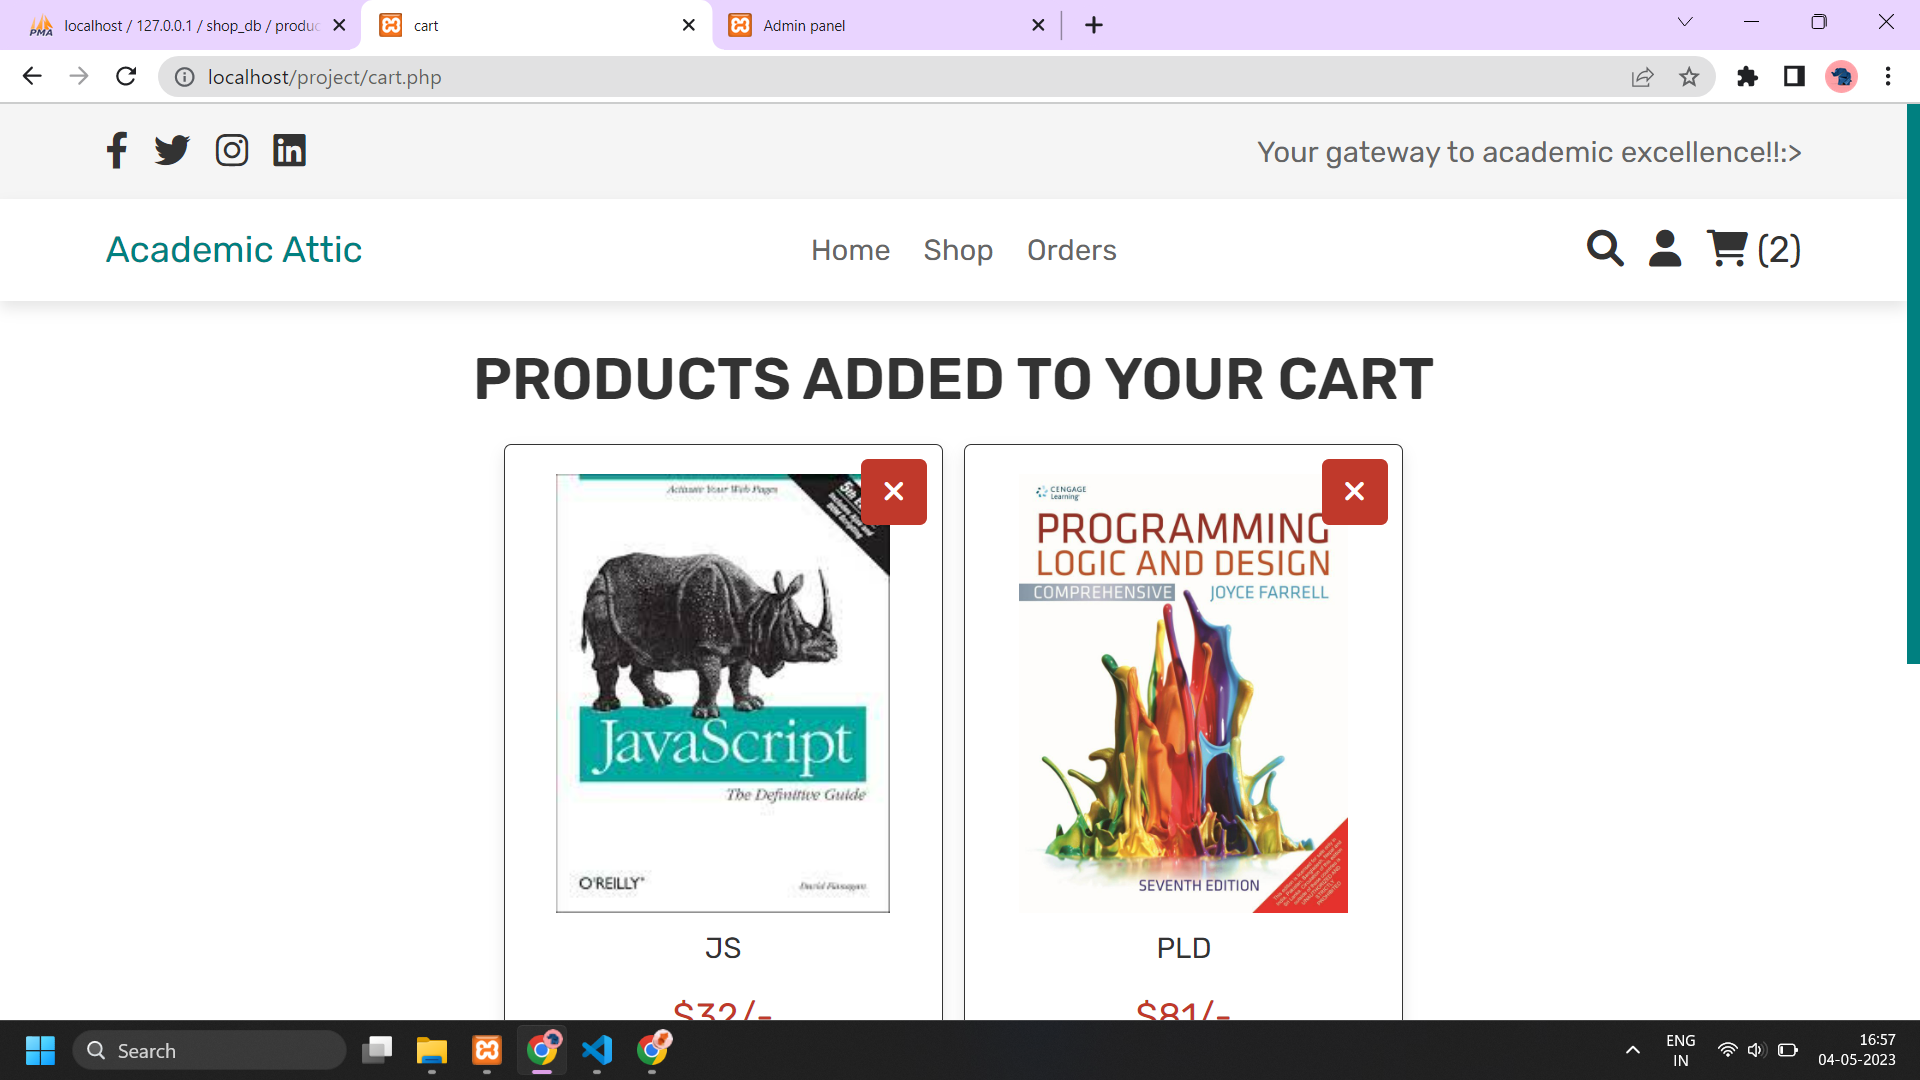 localhost / 127.0.0.1 / shop_db / produc
cart
Admin panel
localhost/project/cart.php
Your gateway to academic excellence!!:>
Academic Attic
Home
Shop
Orders
(2)
PRODUCTS ADDED TO YOUR CART
Activate Your Web Pages
5th
JavaScript
The Definitive Guide
O'REILLY
David Flanagan
JS
$32/-
CENGAGE
Learning
PROGRAMMING
LOGIC AND DESIGN
COMPREHENSIVE
JOYCE FARRELL
SEVENTH EDITION
PLD
$81/-
Search
ENG
IN
16:57
04-05-2023